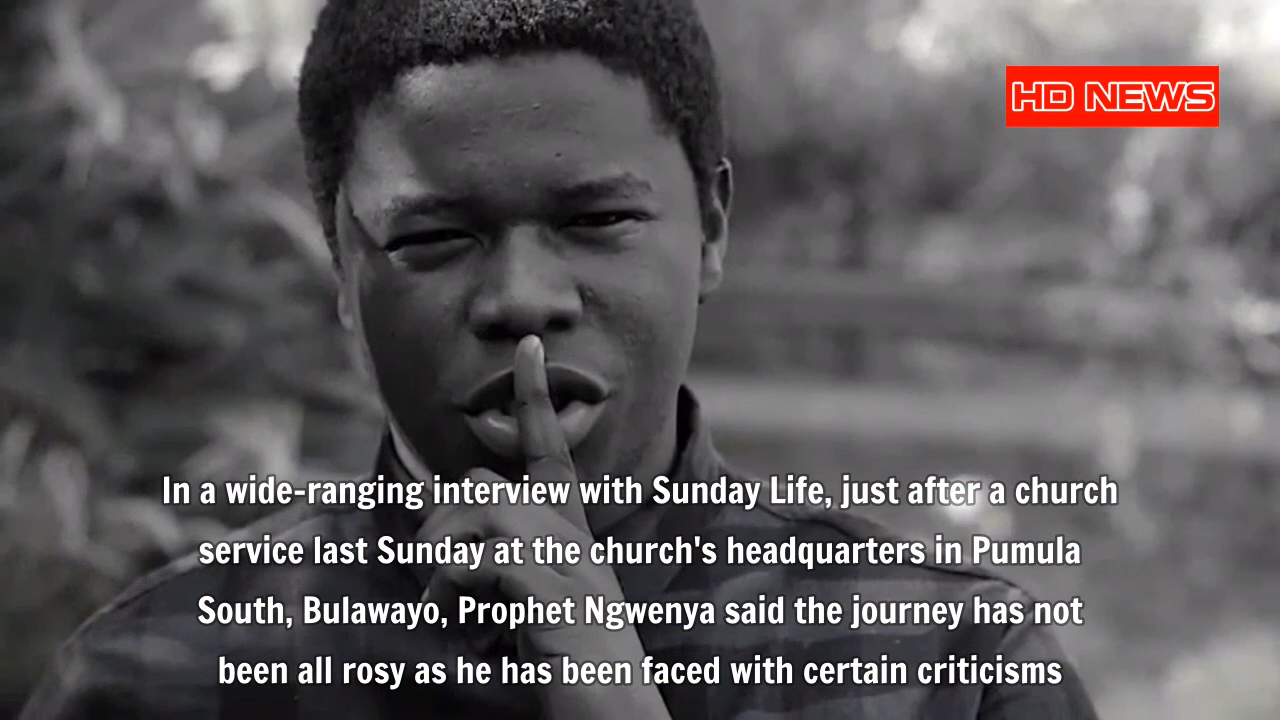 HD NEWS
In a wide-ranging interview with Sunday Life, just after a church
service last Sunday at the church's headquarters in Pumula
South, Bulawayo, Prophet Ngwenya said the journey has not
been all rosy as he has been faced with certain criticisms